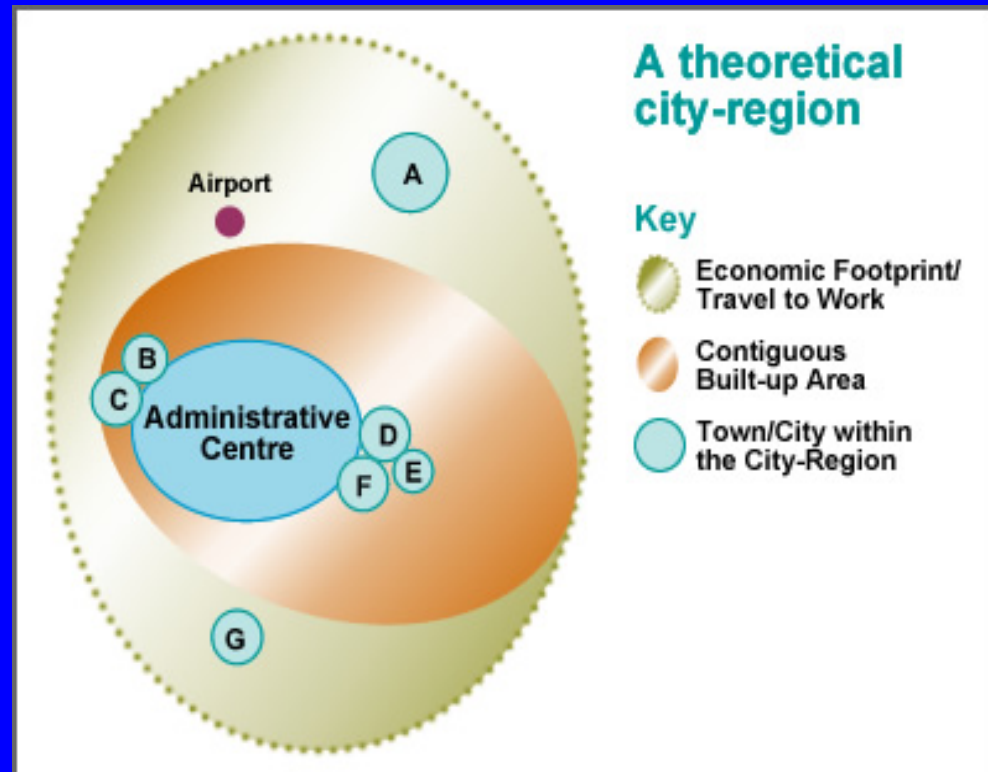 A theoretical
city-region
Airport
A
Key
Economic Footprint/
Travel to Work
Contiguous
Built-up Area
Town/City within
the City-Region
B
C
Administrative
Centre
D
E
F
G